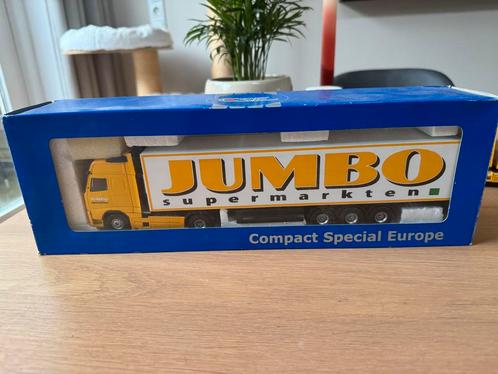 JUMBO
supermarkten
Compact Special Europe